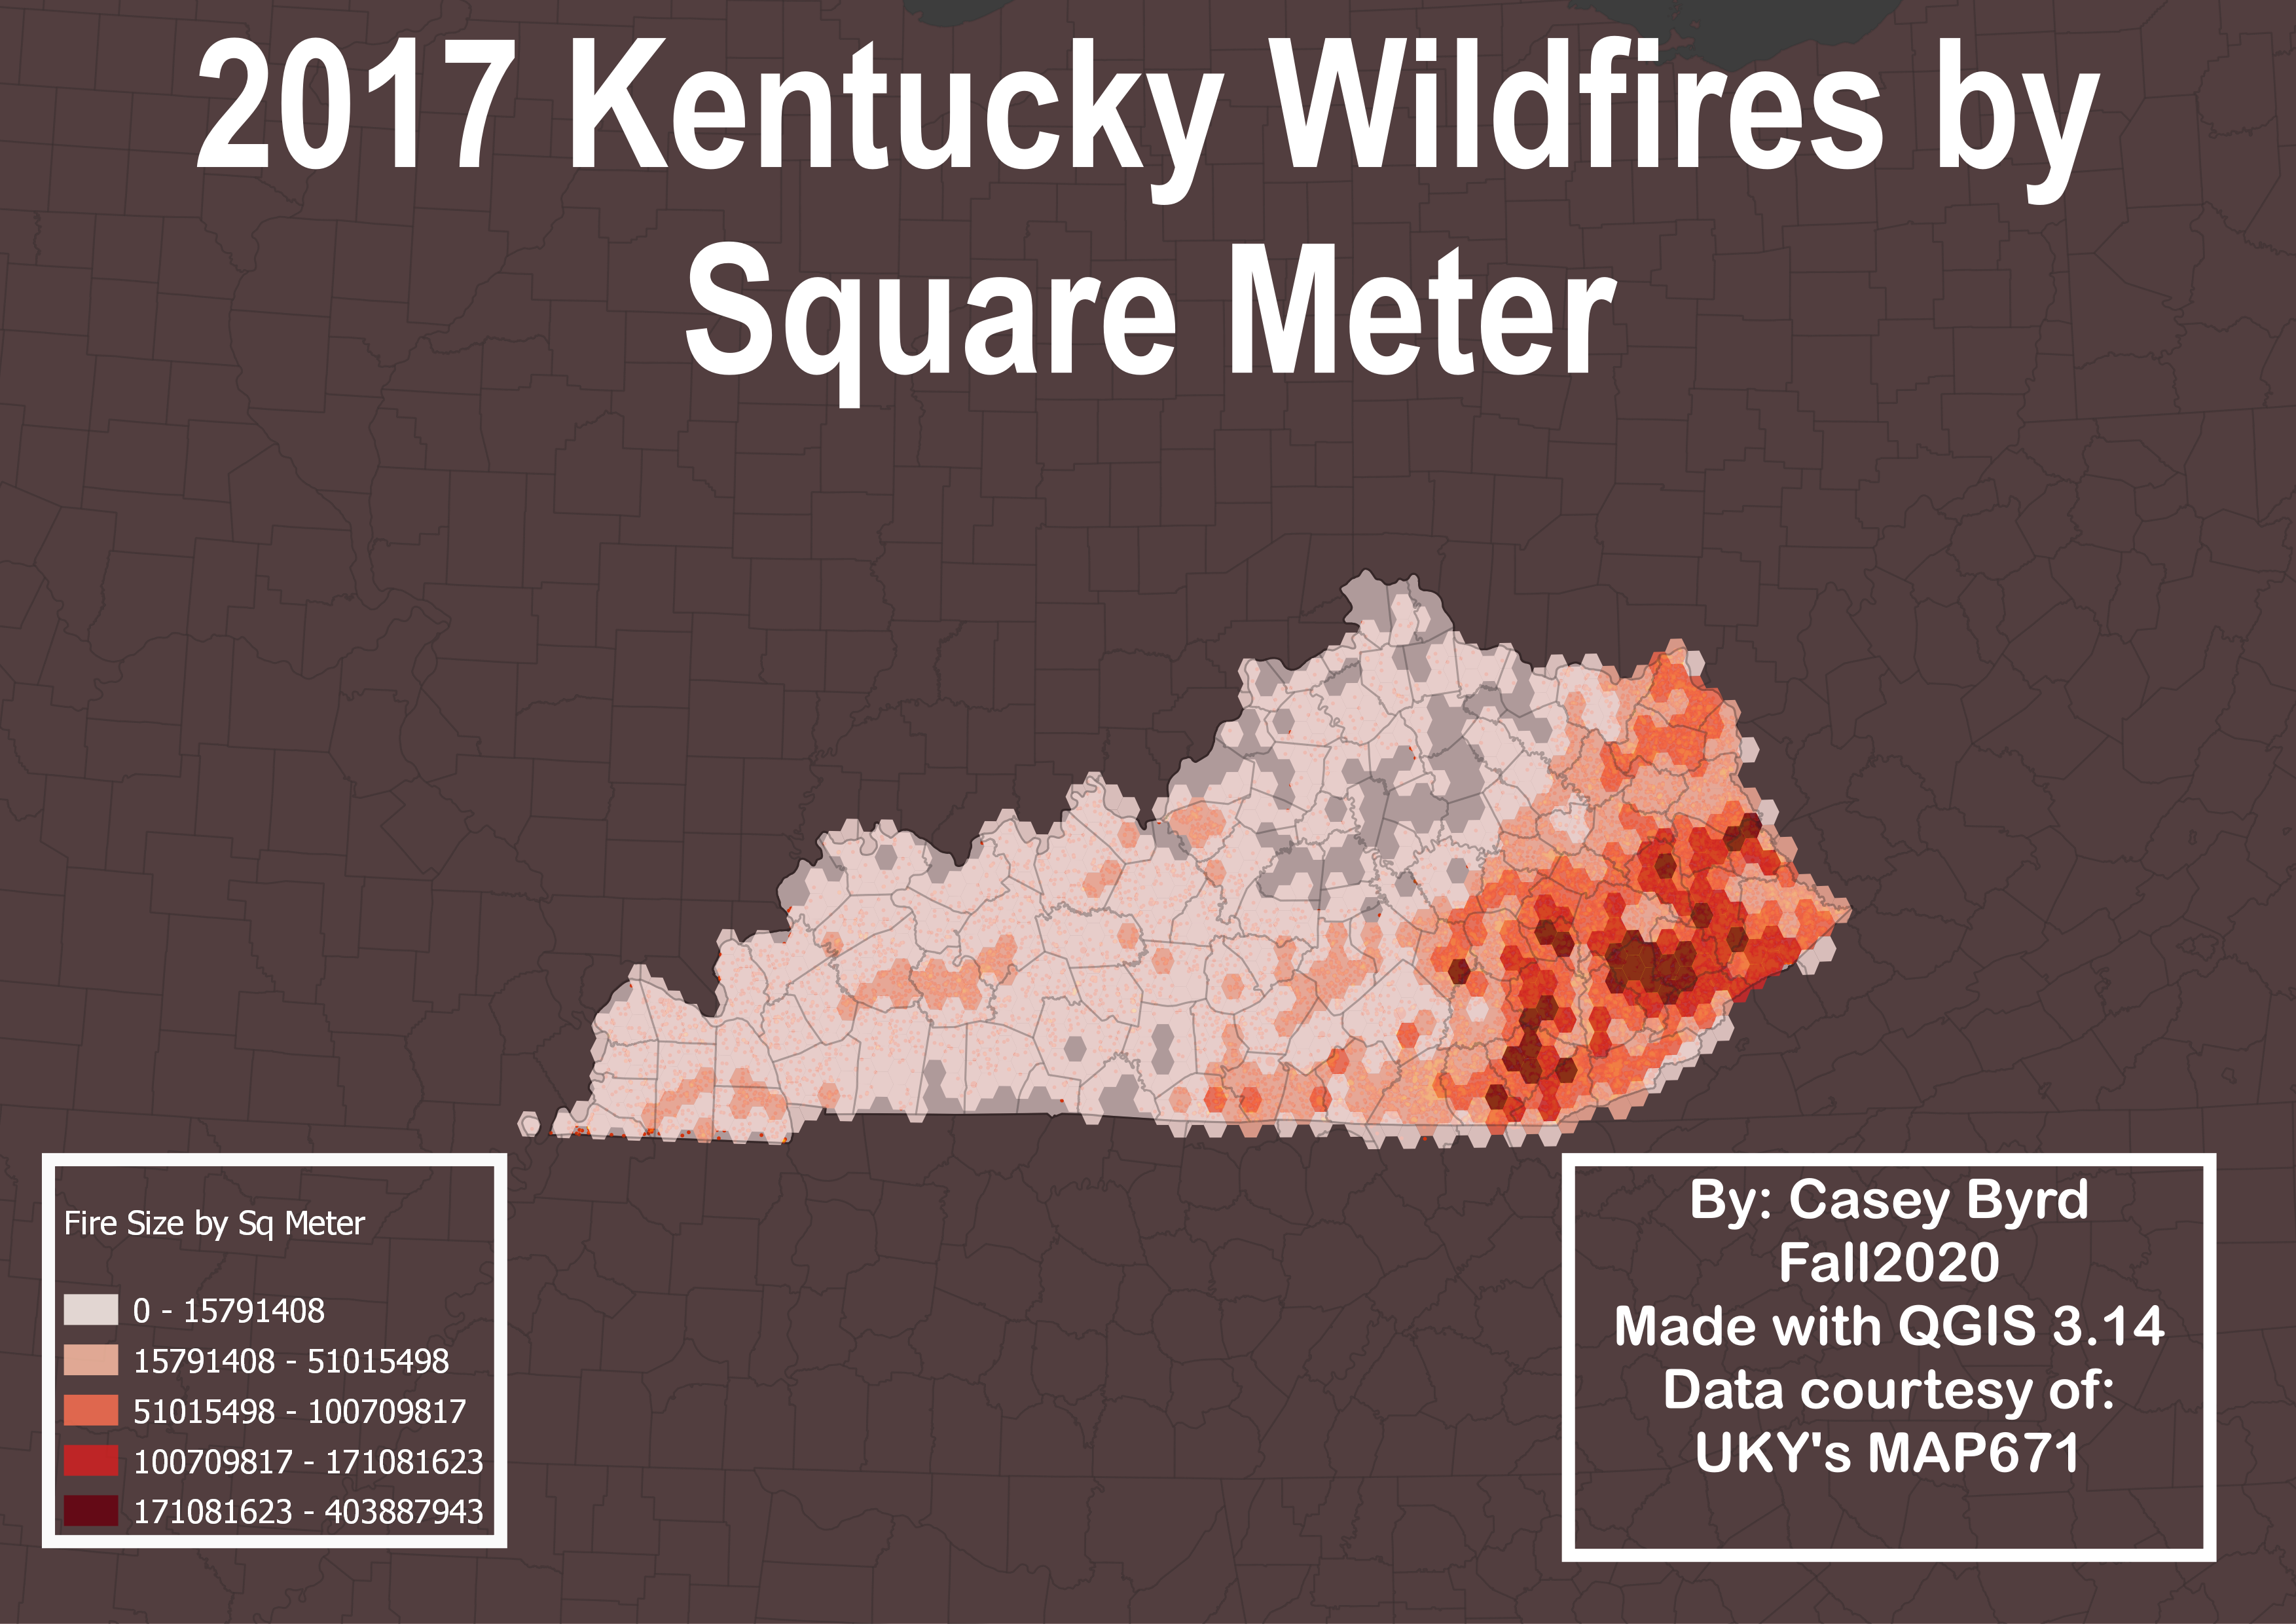 2017 Kentucky Wildfires by
Square Meter
Fire Size by Sq Meter
0 - 15791408
15791408 - 51015498
51015498 - 100709817
100709817 - 171081623
171081623 - 403887943
By: Casey Byrd
Fall2020
Made with QGIS 3.14
Data courtesy of:
UKY's MAP671